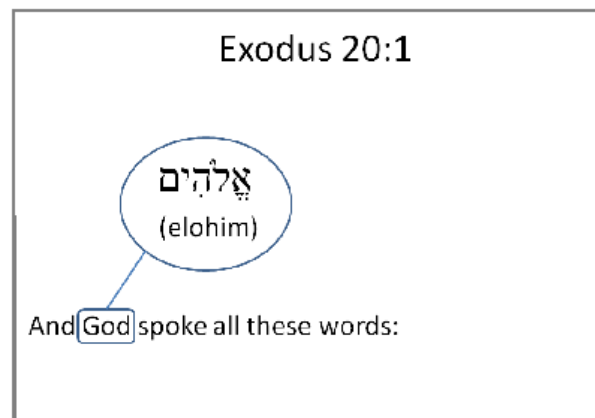 Exodus 20:1
אֱלֹהִים
(elohim)
And God spoke all these words: